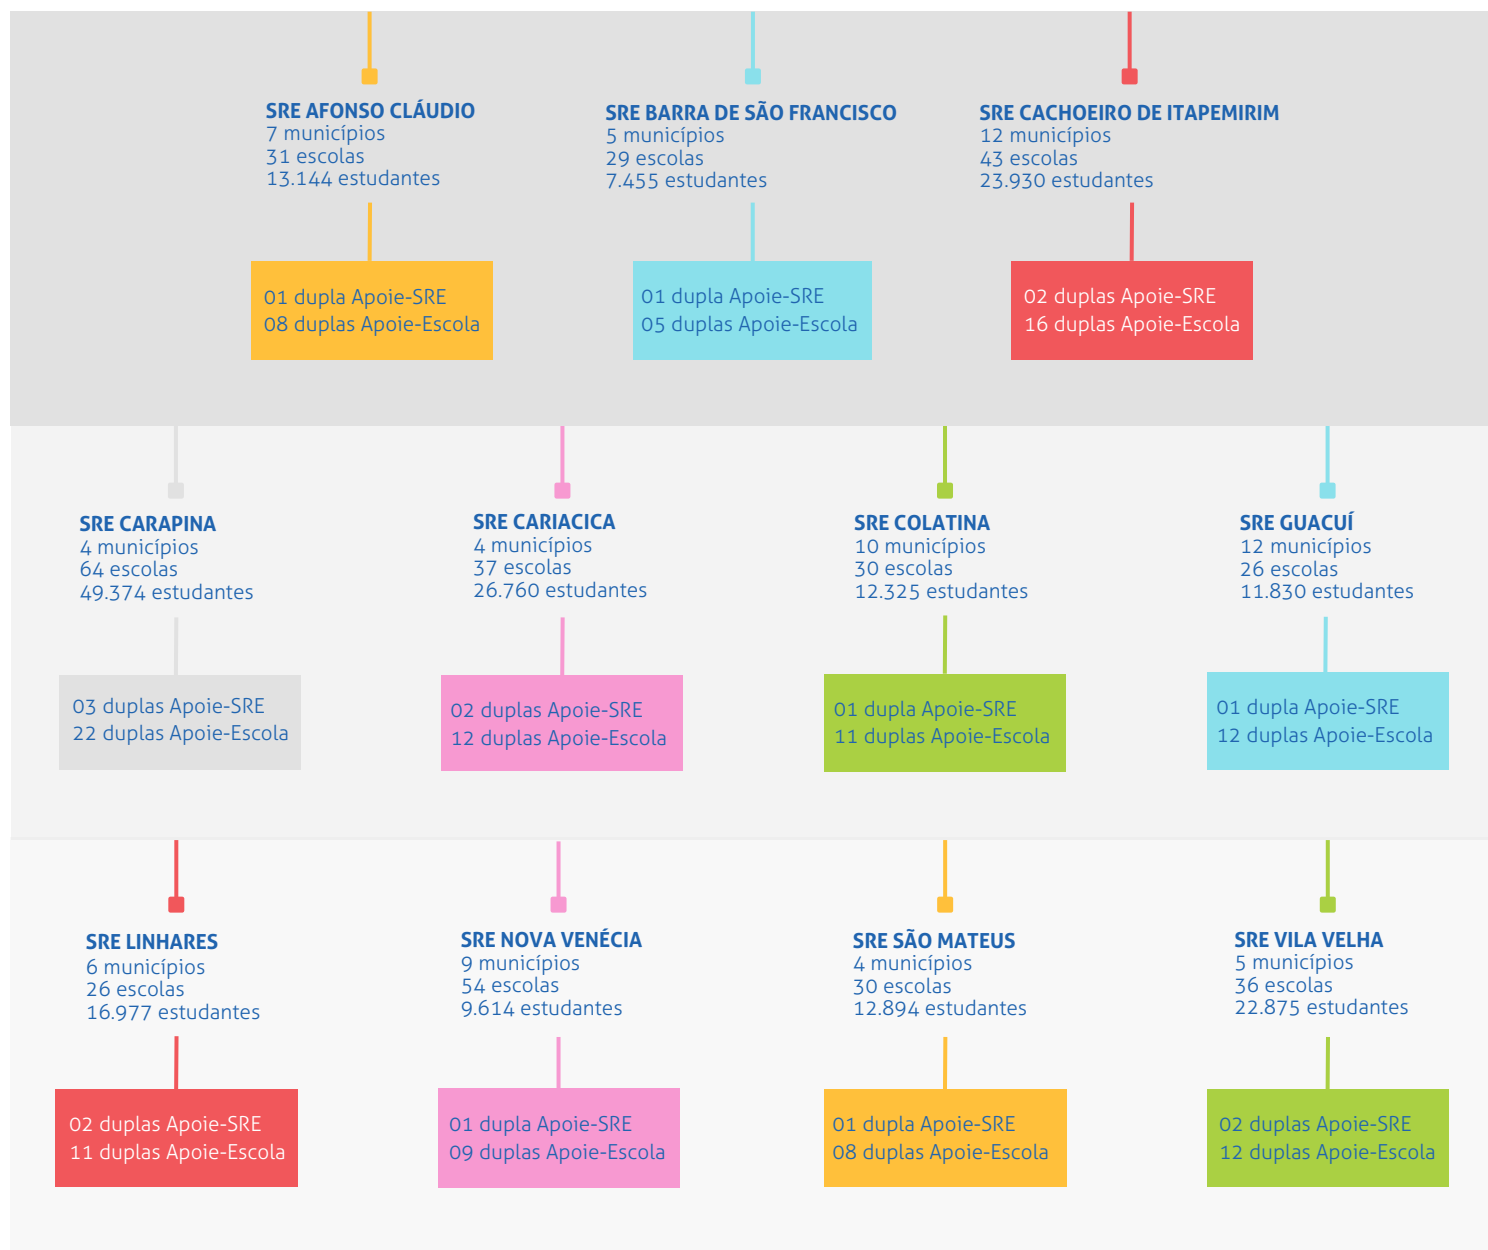 SRE AFONSO CLÁUDIO
7 municípios
31 escolas
13.144 estudantes
01 dupla Apoie-SRE
08 duplas Apoie-Escola
SRE BARRA DE SÃO FRANCISCO
5 municípios
29 escolas
7.455 estudantes
01 dupla Apoie-SRE
05 duplas Apoie-Escola
SRE CACHOEIRO DE ITAPEMIRIM
12 municípios
43 escolas
23.930 estudantes
02 duplas Apoie-SRE
16 duplas Apoie-Escola
SRE CARAPINA
4 municípios
64 escolas
49.374 estudantes
03 duplas Apoie-SRE
22 duplas Apoie-Escola
SRE CARIACICA
4 municípios
37 escolas
26.760 estudantes
02 duplas Apoie-SRE
12 duplas Apoie-Escola
SRE COLATINA
10 municípios
30 escolas
12.325 estudantes
01 dupla Apoie-SRE
11 duplas Apoie-Escola
SRE GUACUÍ
12 municípios
26 escolas
11.830 estudantes
01 dupla Apoie-SRE
12 duplas Apoie-Escola
SRE LINHARES
6 municípios
26 escolas
16.977 estudantes
02 duplas Apoie-SRE
11 duplas Apoie-Escola
SRE NOVA VENÉCIA
9 municípios
54 escolas
9.614 estudantes
01 dupla Apoie-SRE
09 duplas Apoie-Escola
SRE SÃO MATEUS
4 municípios
30 escolas
12.894 estudantes
01 dupla Apoie-SRE
08 duplas Apoie-Escola
SRE VILA VELHA
5 municípios
36 escolas
22.875 estudantes
02 duplas Apoie-SRE
12 duplas Apoie-Escola